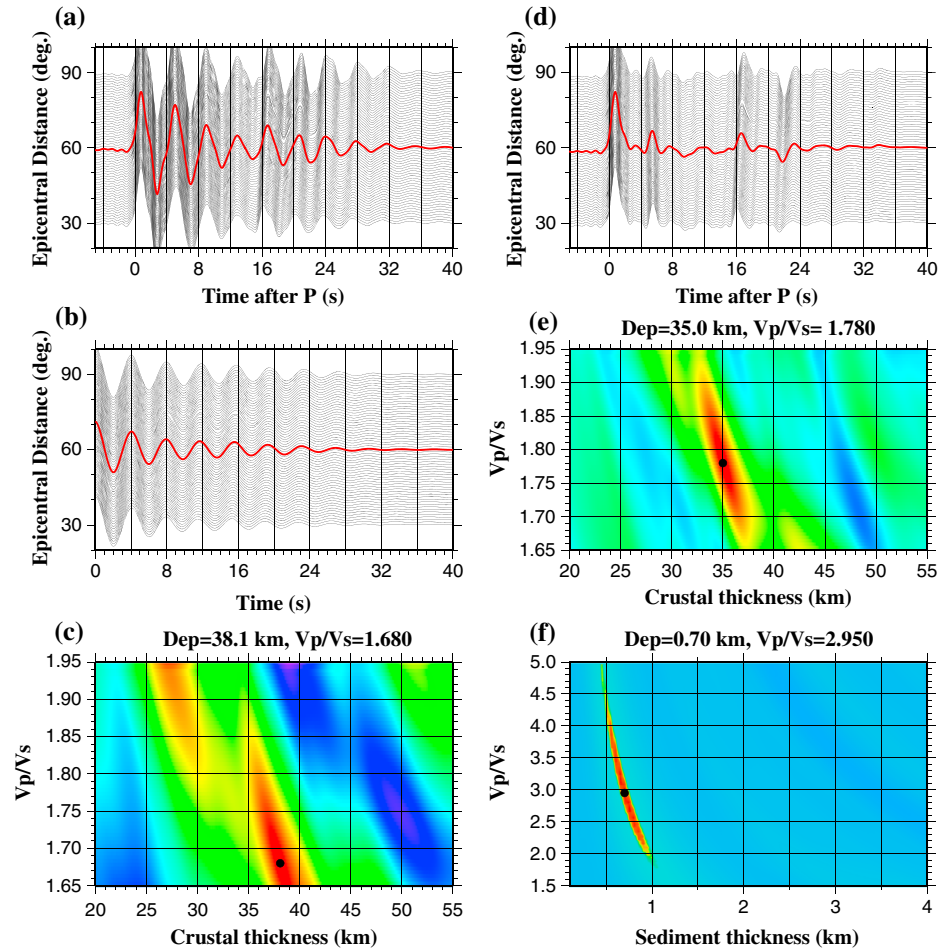 (a)
Epicentral Distance (deg.)
90
60
30
0 8 16 24 32 40
Time after P (s)
(b)
Epicentral Distance (deg.)
90
60
30
0 8 16 24 32 40
Time (s)
(c)
Dep=38.1 km, Vp/Vs=1.680
Vp/Vs
1.95
1.90
1.85
1.80
1.75
1.70
1.65
20 25 30 35 40 45 50 55
Crustal thickness (km)
(d)
Epicentral Distance (deg.)
90
60
30
0 8 16 24 32 40
Time after P (s)
(e)
Dep=35.0 km, Vp/Vs= 1.780
Vp/Vs
1.95
1.90
1.85
1.80
1.75
1.70
1.65
20 25 30 35 40 45 50 55
Crustal thickness (km)
(f)
Dep=0.70 km, Vp/Vs=2.950
Vp/Vs
5.0
4.5
4.0
3.5
3.0
2.5
2.0
1.5
1 2 3 4
Sediment thickness (km)